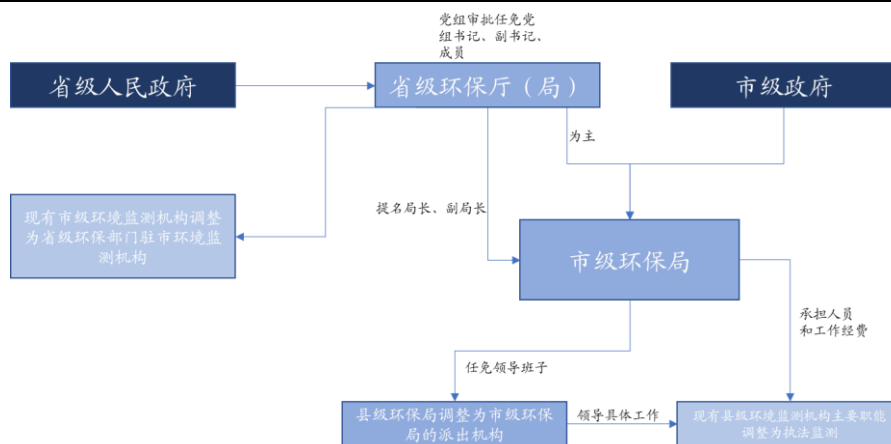 党组审批任免党
组书记、副书记、
成员
省级人民政府
省级环保厅（局）
市级政府
为主
现有市级环境监测机构调整
为省级环保部门驻市环境监
测机构
提名局长、副局长
市级环保局
承担人员
和工作经费
任免领导班子
县级环保局调整为市级环保
局的派出机构
领导具体工作
现有县级环境监测机构主要职能
调整为执法监测